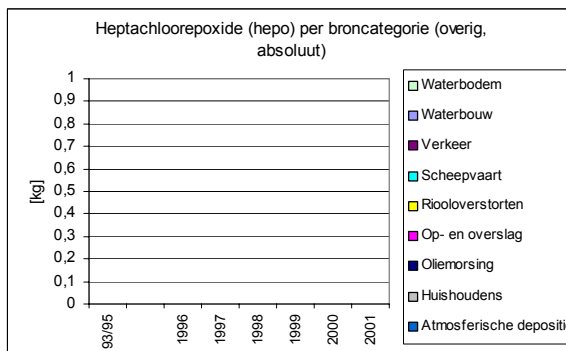 Heptachloorepoxide (hepo) per broncategorie (overig,
absoluut)
[kg]
1
0,9
0,8
0,7
0,6
0,5
0,4
0,3
0,2
0,1
0
93/95
1996
1997
1998
1999
2000
2001
Waterbodem
Waterbouw
Verkeer
Scheepvaart
Riooloverstorten
Op- en overslag
Oliemorsing
Huishoudens
Atmosferische depositi